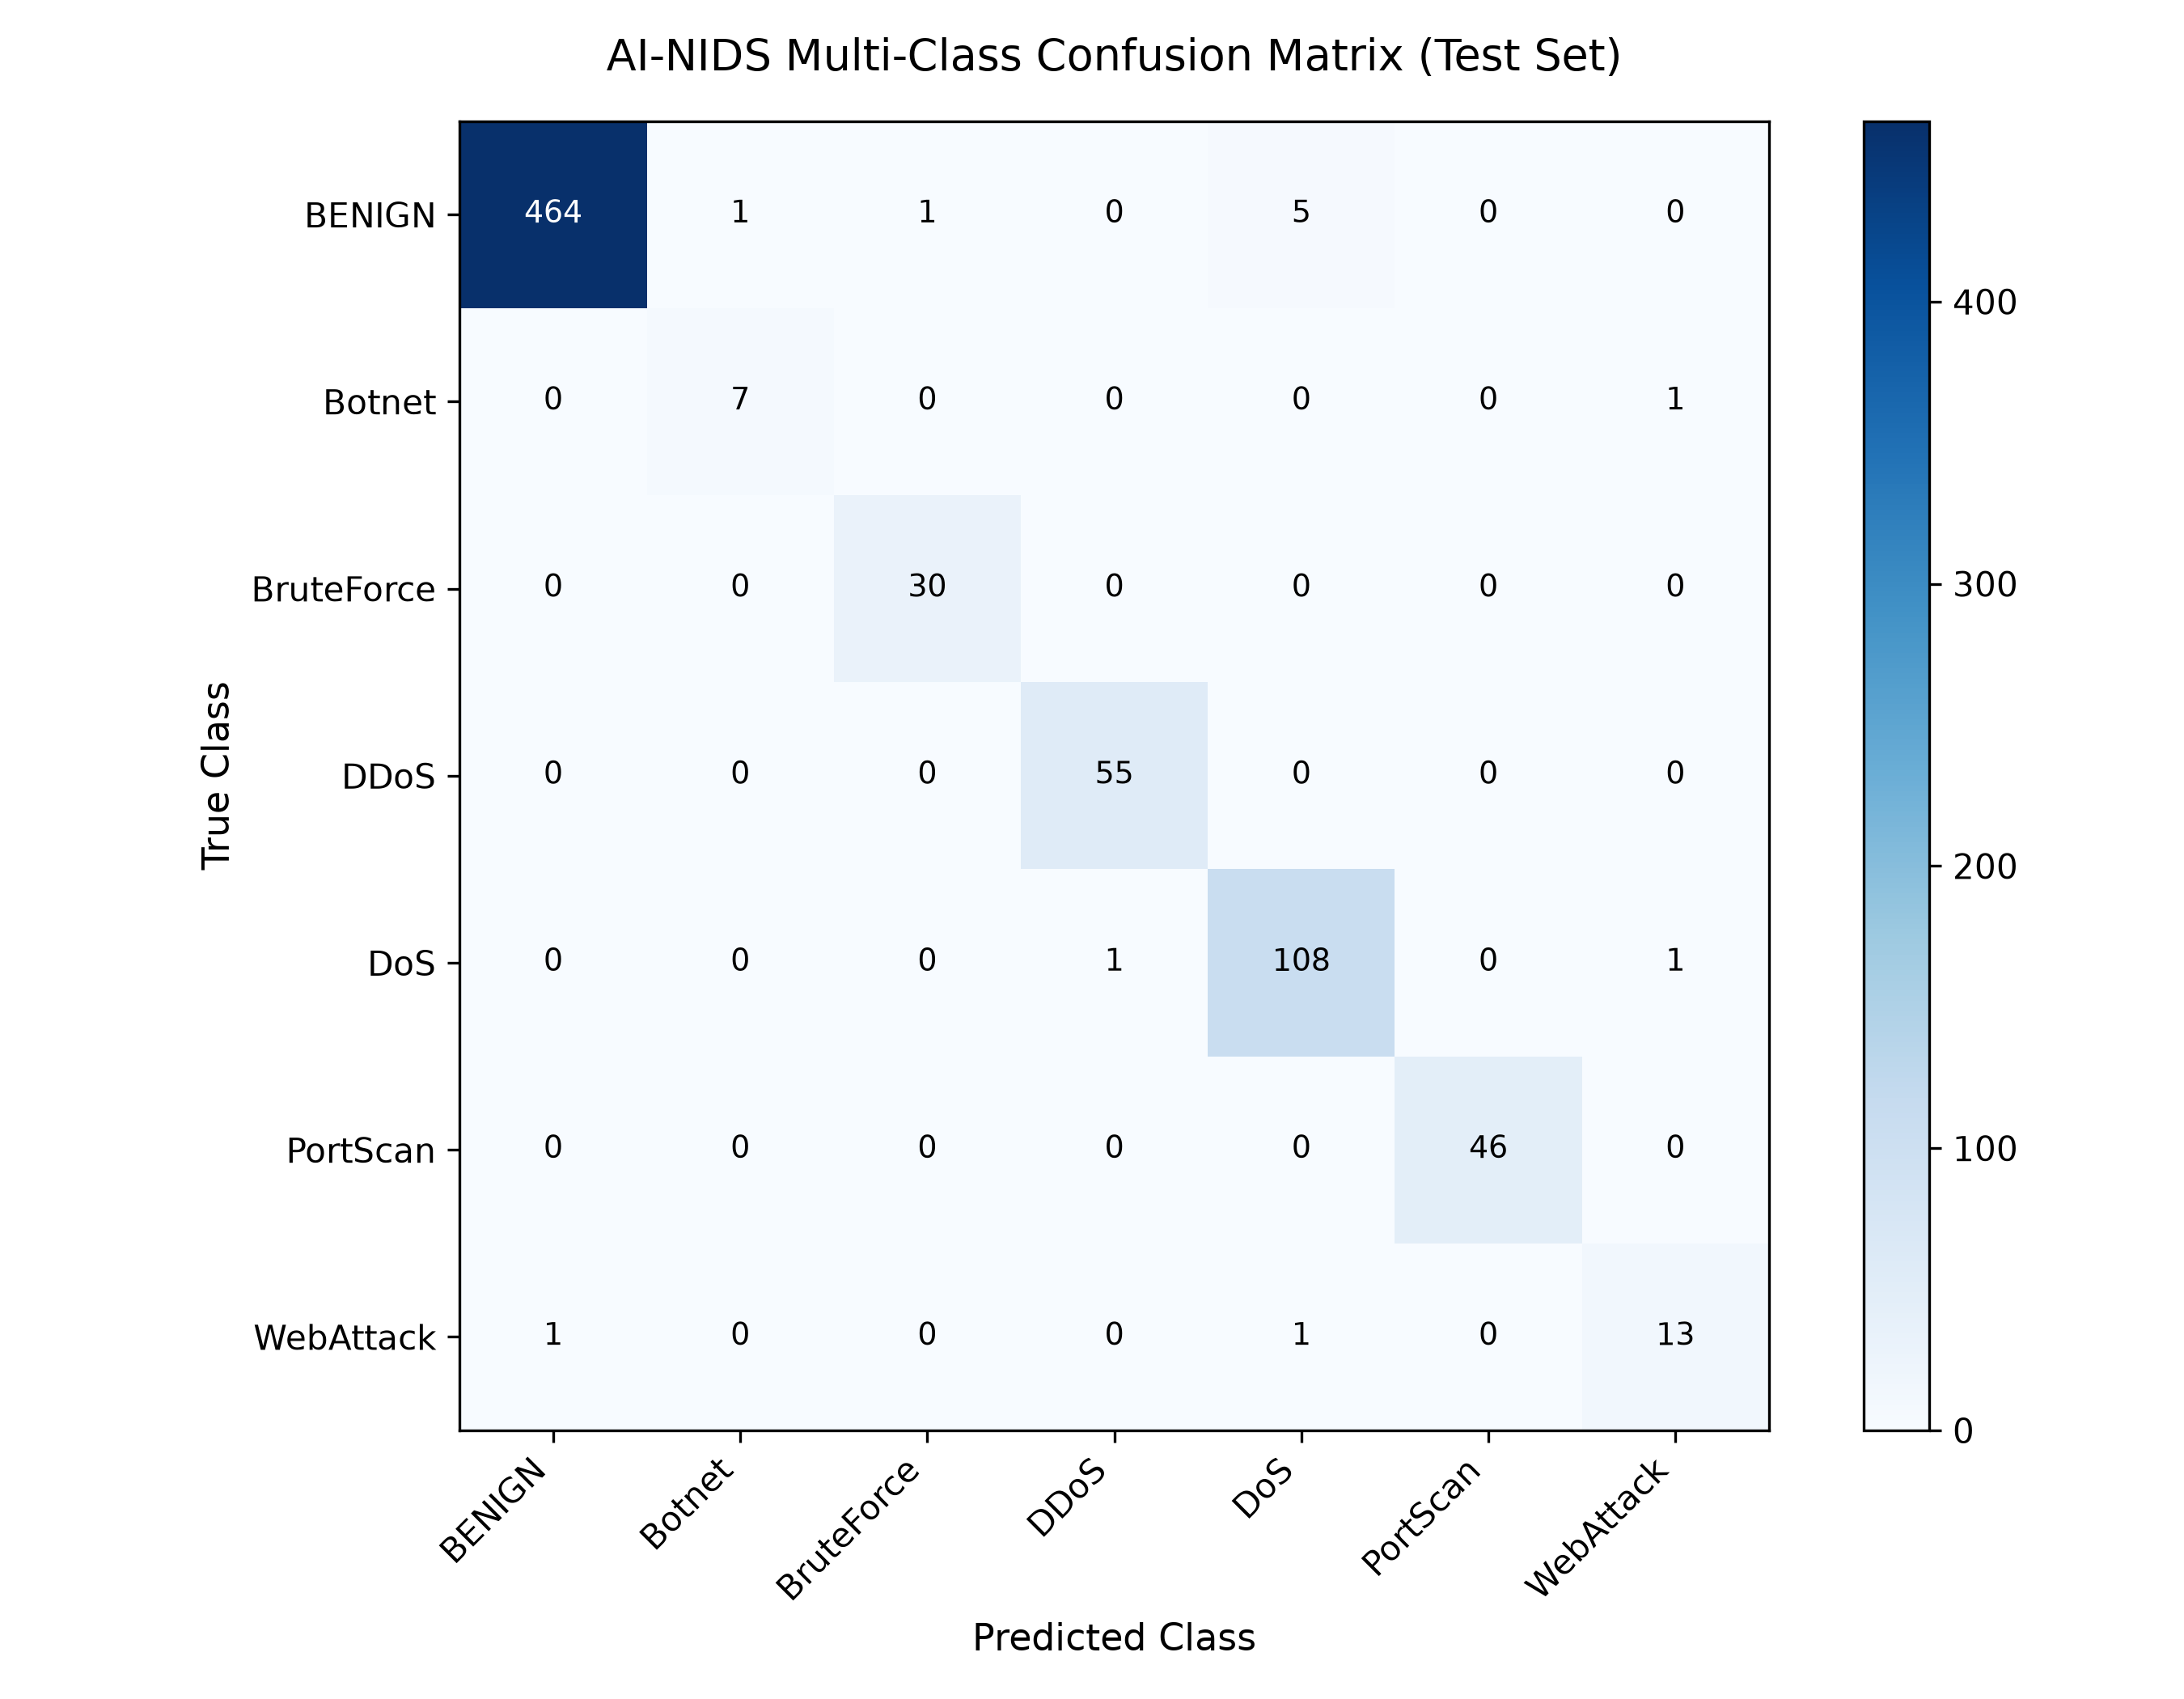 AI-NIDS Multi-Class Confusion Matrix (Test Set)
BENIGN 464 1 1 0 5 0 0
Botnet 0 7 0 0 0 0 1
BruteForce 0 0 30 0 0 0 0
DDoS 0 0 0 55 0 0 0
DoS 0 0 0 1 108 0 1
PortScan 0 0 0 0 0 46 0
WebAttack 1 0 0 0 1 0 13
True Class
BENIGN Botnet BruteForce DDoS DoS PortScan WebAttack
Predicted Class
400
300
200
100
0